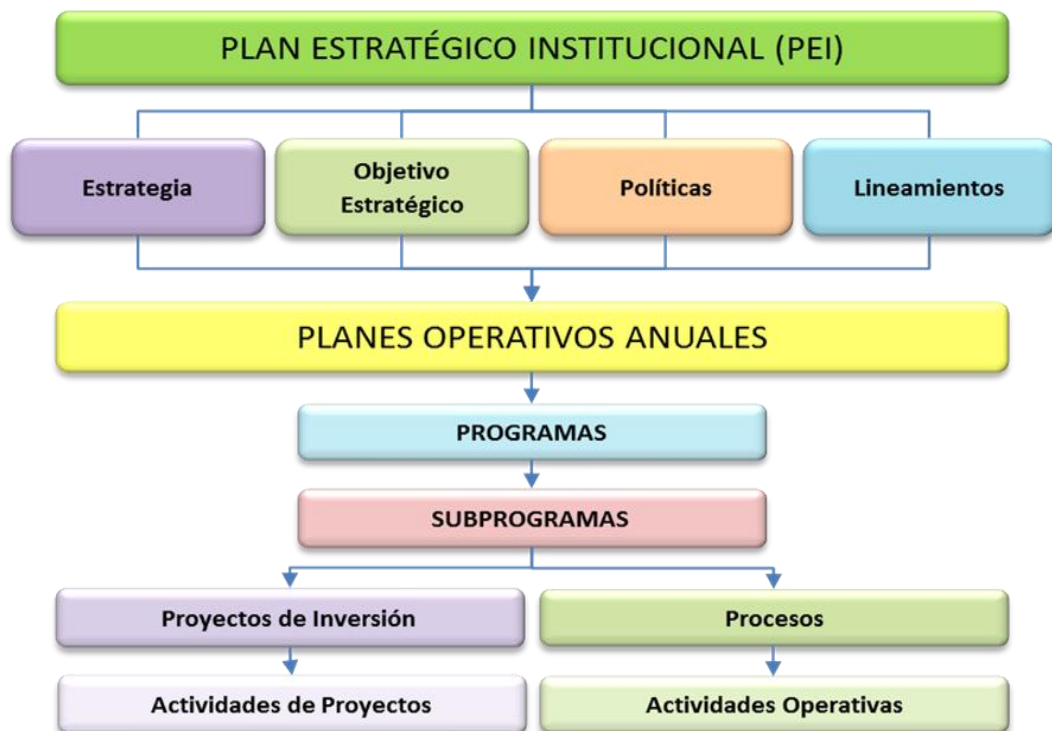 PLAN ESTRATÉGICO INSTITUCIONAL (PEI)
Estrategia
Objetivo
Estratégico
Políticas
Lineamientos
PLANES OPERATIVOS ANUALES
PROGRAMAS
SUBPROGRAMAS
Proyectos de Inversión
Procesos
Actividades de Proyectos
Actividades Operativas